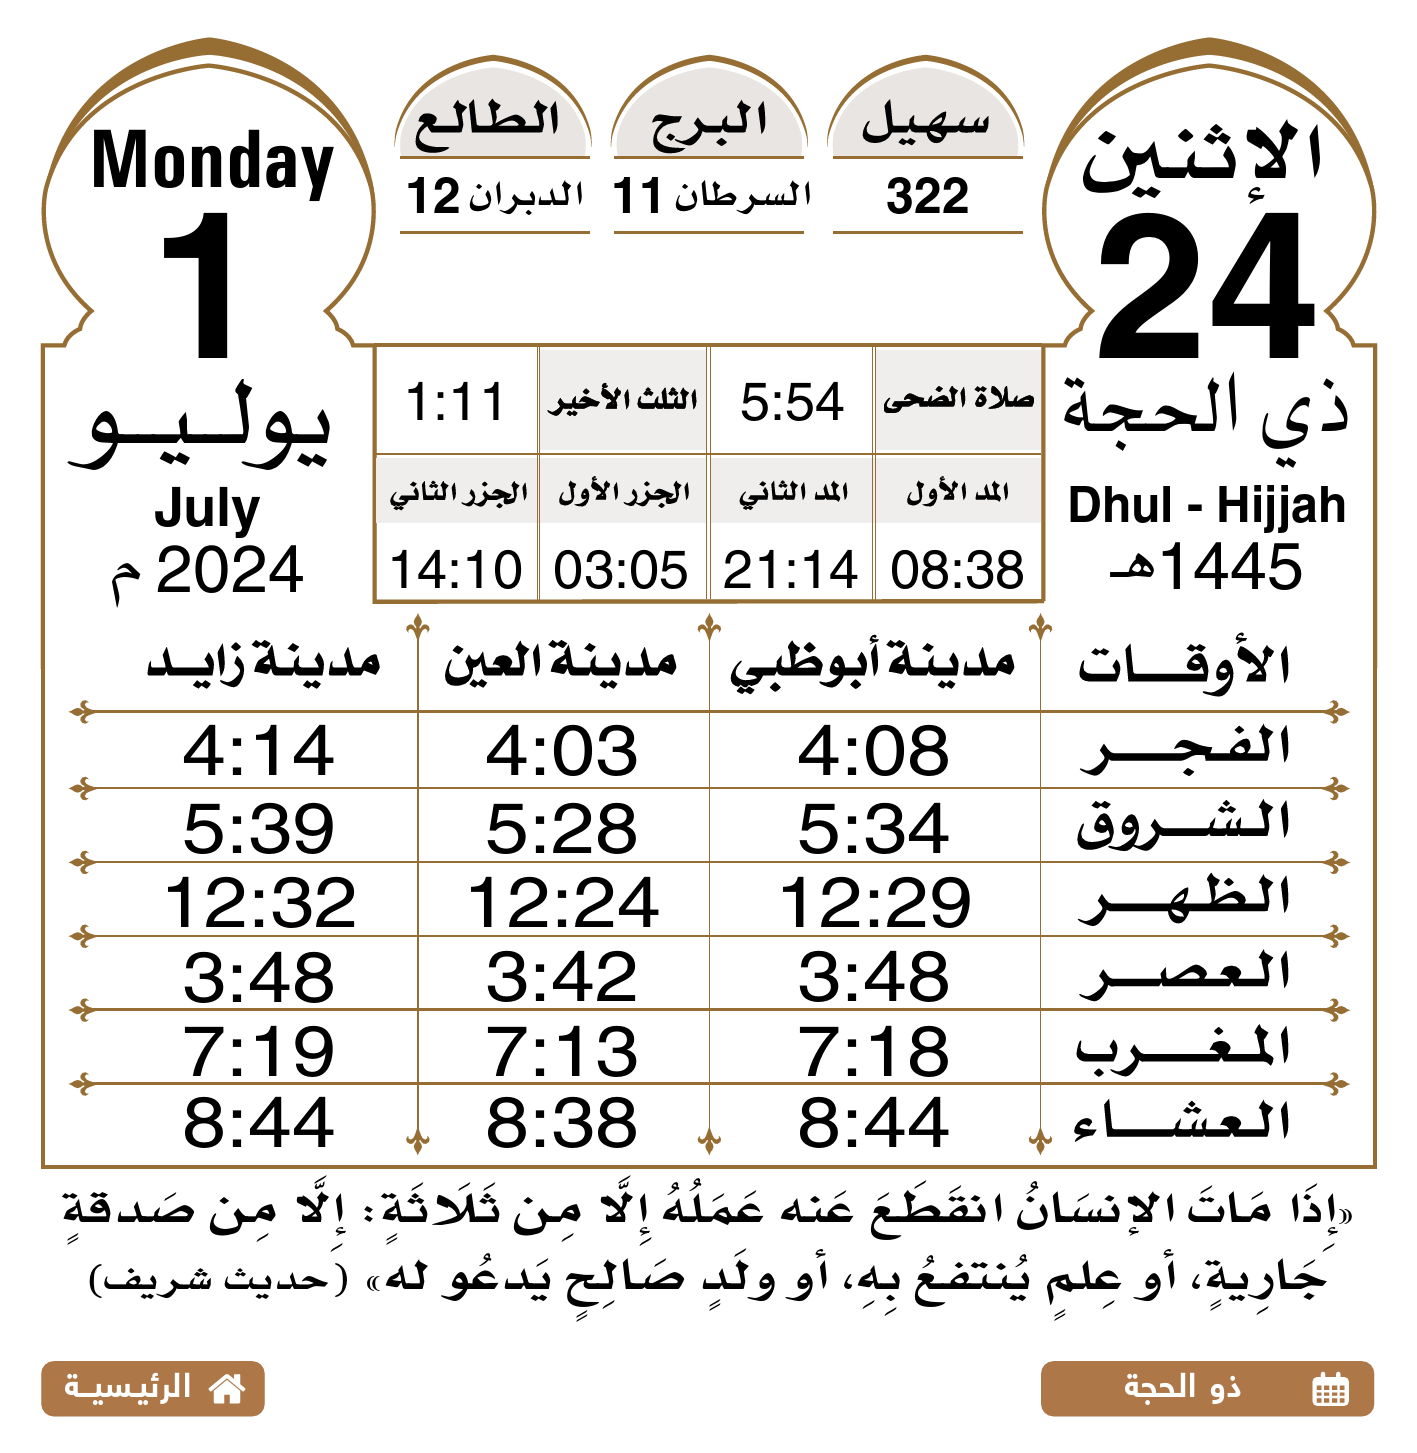 الإثنين
24
ذي الحجة
Dhul - Hijjah
1445هـ
سهيل
322
البرج
السرطان 11
الطالع
الدبران 12
Monday
1
يوليو
July
2024 م
صلاة الضحى 5:54 الثلث الأخير 1:11
المد الأول المد الثاني الجزر الأول الجزر الثاني
08:38 21:14 03:05 14:10
الأوقات مدينة أبوظبي مدينة العين مدينة زايد
الفجر 4:08 4:03 4:14
الشروق 5:34 5:28 5:39
الظهر 12:29 12:24 12:32
العصر 3:48 3:42 3:48
المغرب 7:18 7:13 7:19
العشاء 8:44 8:38 8:44
«إِذَا مَاتَ الإنسَانُ انقَطَعَ عَنه عَمَلُهُ إِلَّا مِن ثَلَاثَةٍ: إِلَّا مِن صَدقةٍ
جَارِيةٍ، أو عِلمٍ يُنتفعُ بِهِ، أو ولَدٍ صَالِحٍ يَدعُو له» (حديث شريف)
ذو الحجة
الرئيسية